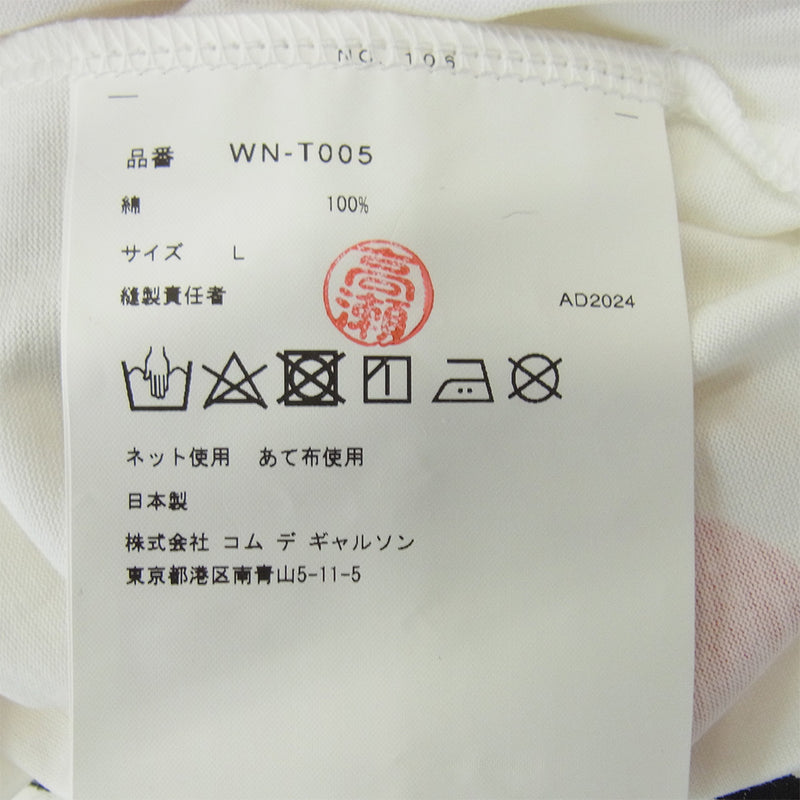 NO. 105
品番 WN-T005
綿 100%
サイズ L
縫製責任者 高瀬 AD2024
ネット使用 あて布使用
日本製
株式会社 コム デ ギャルソン
東京都港区南青山5-11-5